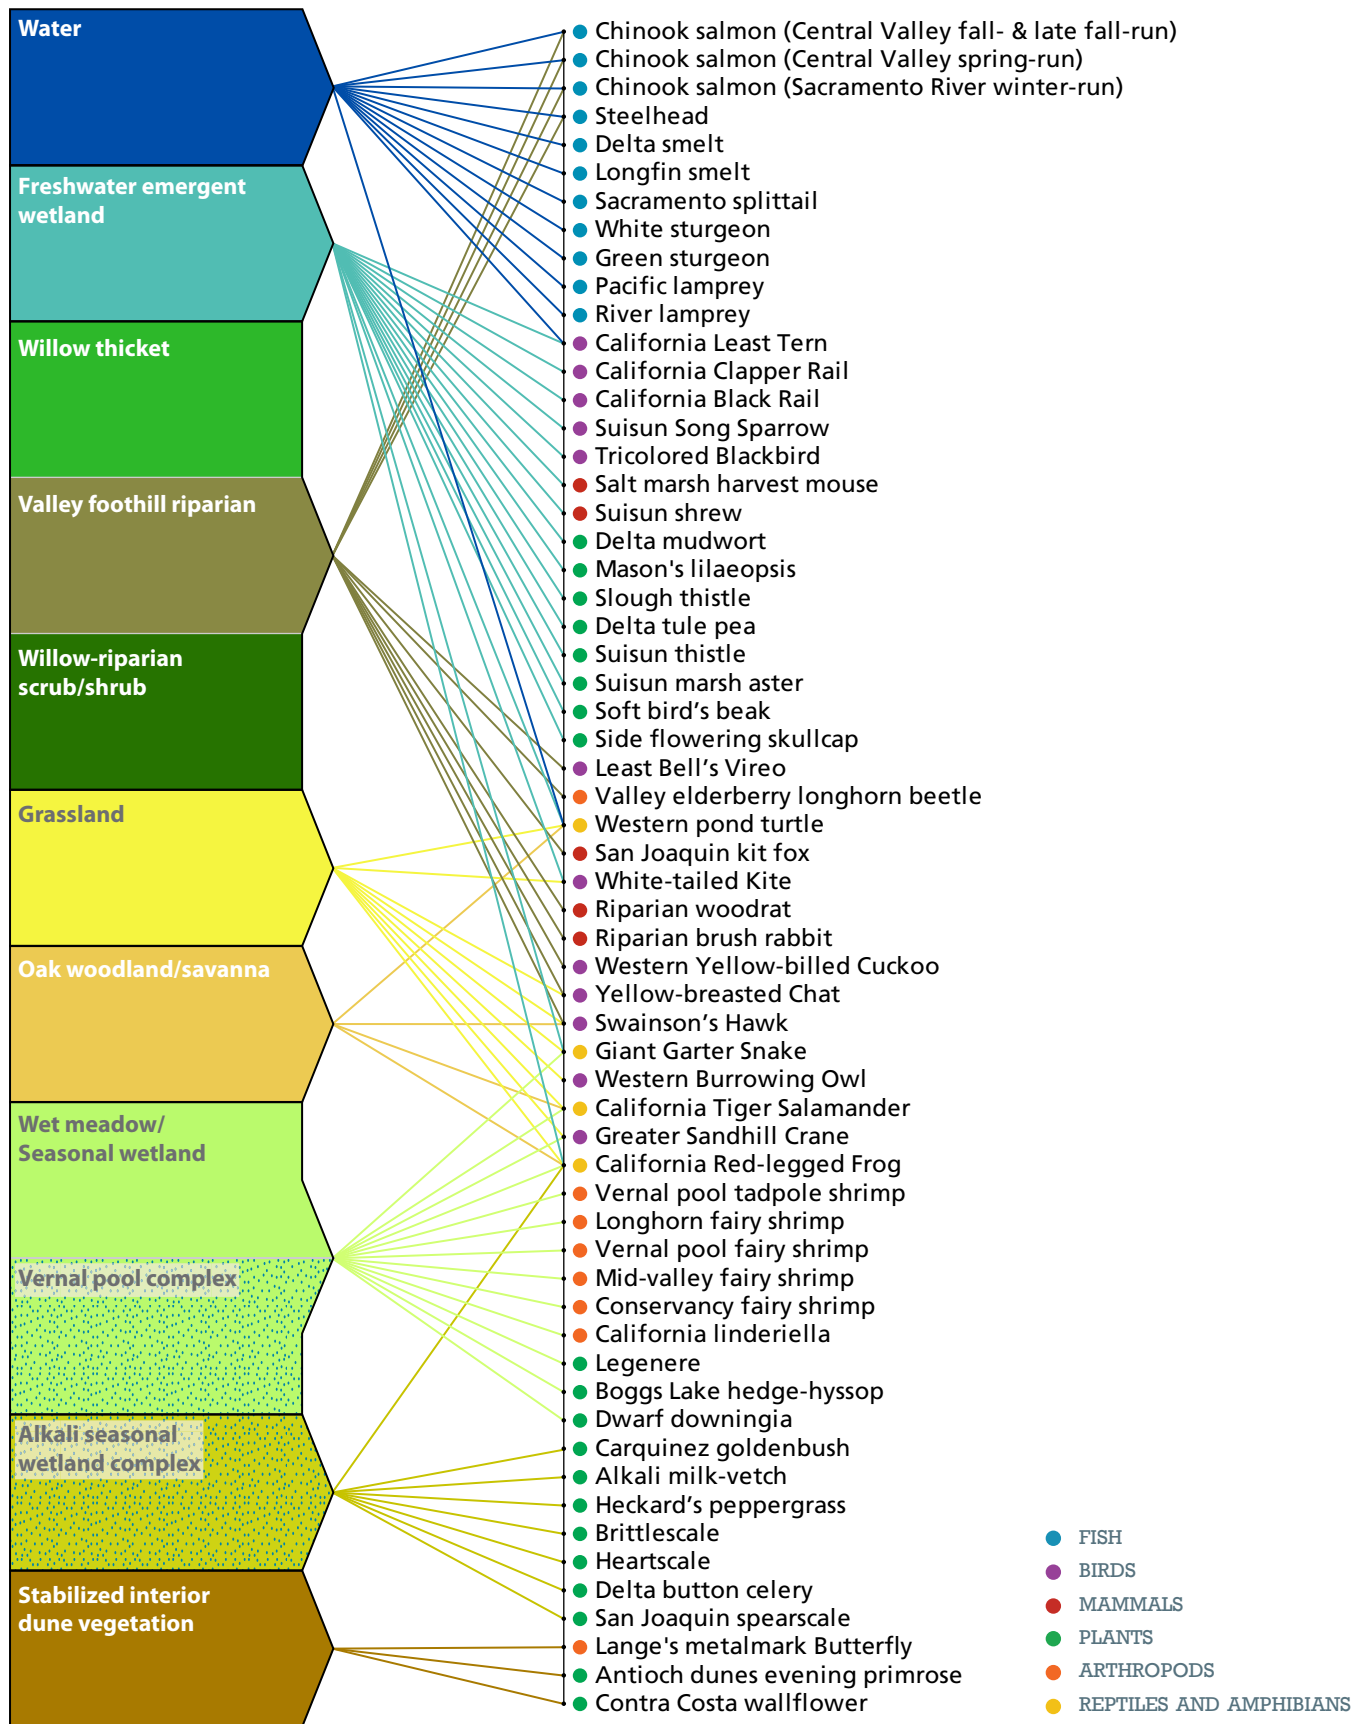 Water
Freshwater emergent
wetland
Willow thicket
Valley foothill riparian
Willow-riparian
scrub/shrub
Grassland
Oak woodland/savanna
Wet meadow/
Seasonal wetland
Vernal pool complex
Alkali seasonal
wetland complex
Stabilized interior
dune vegetation
Chinook salmon (Central Valley fall- & late fall-run)
Chinook salmon (Central Valley spring-run)
Chinook salmon (Sacramento River winter-run)
Steelhead
Delta smelt
Longfin smelt
Sacramento splittail
White sturgeon
Green sturgeon
Pacific lamprey
River lamprey
California Least Tern
California Clapper Rail
California Black Rail
Suisun Song Sparrow
Tricolored Blackbird
Salt marsh harvest mouse
Suisun shrew
Delta mudwort
Mason's lilaeopsis
Slough thistle
Delta tule pea
Suisun thistle
Suisun marsh aster
Soft bird’s beak
Side flowering skullcap
Least Bell’s Vireo
Valley elderberry longhorn beetle
Western pond turtle
San Joaquin kit fox
White-tailed Kite
Riparian woodrat
Riparian brush rabbit
Western Yellow-billed Cuckoo
Yellow-breasted Chat
Swainson’s Hawk
Giant Garter Snake
Western Burrowing Owl
California Tiger Salamander
Greater Sandhill Crane
California Red-legged Frog
Vernal pool tadpole shrimp
Longhorn fairy shrimp
Vernal pool fairy shrimp
Mid-valley fairy shrimp
Conservancy fairy shrimp
California linderiella
Legenere
Boggs Lake hedge-hyssop
Dwarf downingia
Carquinez goldenbush
Alkali milk-vetch
Heckard’s peppergrass
Brittlescale
Heartscale
Delta button celery
San Joaquin spearscale
Lange's metalmark Butterfly
Antioch dunes evening primrose
Contra Costa wallflower
FISH
BIRDS
MAMMALS
PLANTS
ARTHROPODS
REPTILES AND AMPHIBIANS